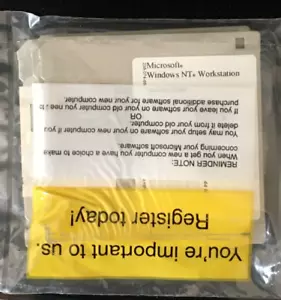 Microsoft®
Windows NT® Workstation
REMINDER NOTE:
When you get a new computer you have a choice to make
concerning your Microsoft software.
You may setup your software on your new computer if you
delete it from your old computer.
OR
If you leave your software on your old computer you need to
purchase additional software for your new computer.
You're important to us.
Register today!